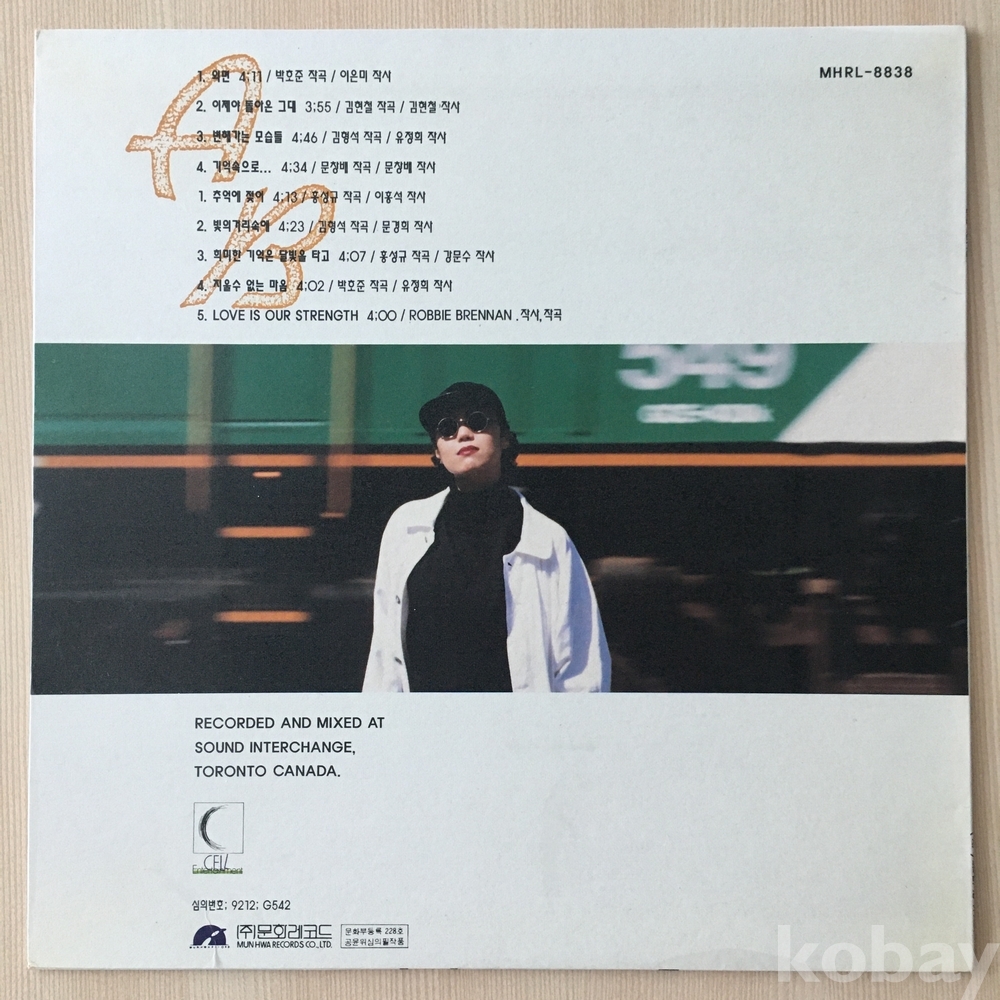 MHRL-8838
A
1. 외면 4;11 / 박호준 작곡 / 이은미 작사
2. 이제야 돌아온 그대 3;55 / 김현철 작곡 / 김현철 작사
3. 변해가는 모습들 4;46 / 김형석 작곡 / 유정희 작사
4. 기억속으로... 4;34 / 문창배 작곡 / 문창배 작사
B
1. 추억에 젖어 4;13 / 홍성규 작곡 / 이홍석 작사
2. 빛의거리속에 4;23 / 김형석 작곡 / 문경희 작사
3. 희미한 기억은 달빛을 타고 4;07 / 홍성규 작곡 / 강문수 작사
4. 지울수 없는 마음 4;02 / 박호준 작곡 / 유정희 작사
5. LOVE IS OUR STRENGTH 4;00 / ROBBIE BRENNAN .작사,작곡
549
RECORDED AND MIXED AT
SOUND INTERCHANGE,
TORONTO CANADA.
CELL
Entertainment
심의번호; 9212; G542
(주)문화레코드
MUN HWA RECORDS CO., LTD.
문화부등록 228호
공윤위심의필작품
kobay